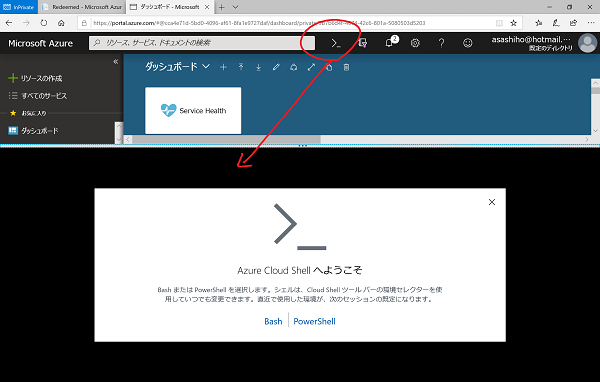 InPrivate
Redeemed - Microsoft Azur
ダッシュボード - Microsoft
https://portal.azure.com/#@cca4e71d-5bd0-4096-af61-8fa1e9727daf/dashboard/private
801a-5080503d5203
Microsoft Azure
リソース、サービス、ドキュメントの検索
2
asashiho@hotmail....
既定のディレクトリ
リソースの作成
すべてのサービス
お気に入り
ダッシュボード
ダッシュボード
Service Health
Azure Cloud Shell へようこそ
Bash または PowerShell を選択します。シェルは、Cloud Shell ツール バーの環境セレクターを使
用していつでも変更できます。直近で使用した環境が、次のセッションの既定になります。
Bash
PowerShell